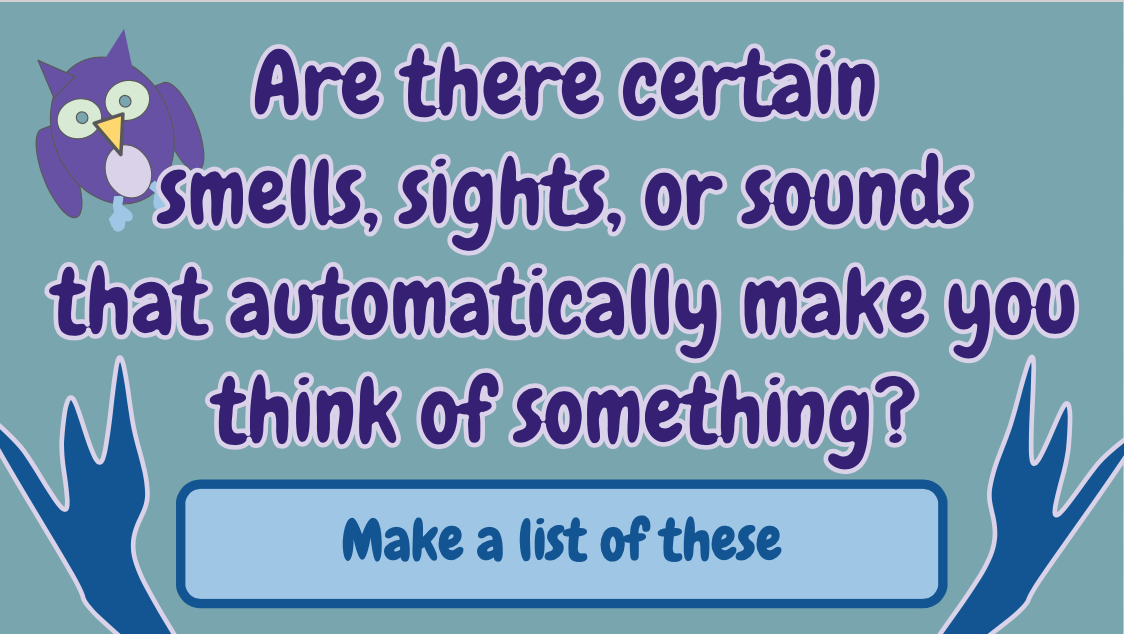 Are there certain
smells, sights, or sounds
that automatically make you
think of something?
Make a list of these